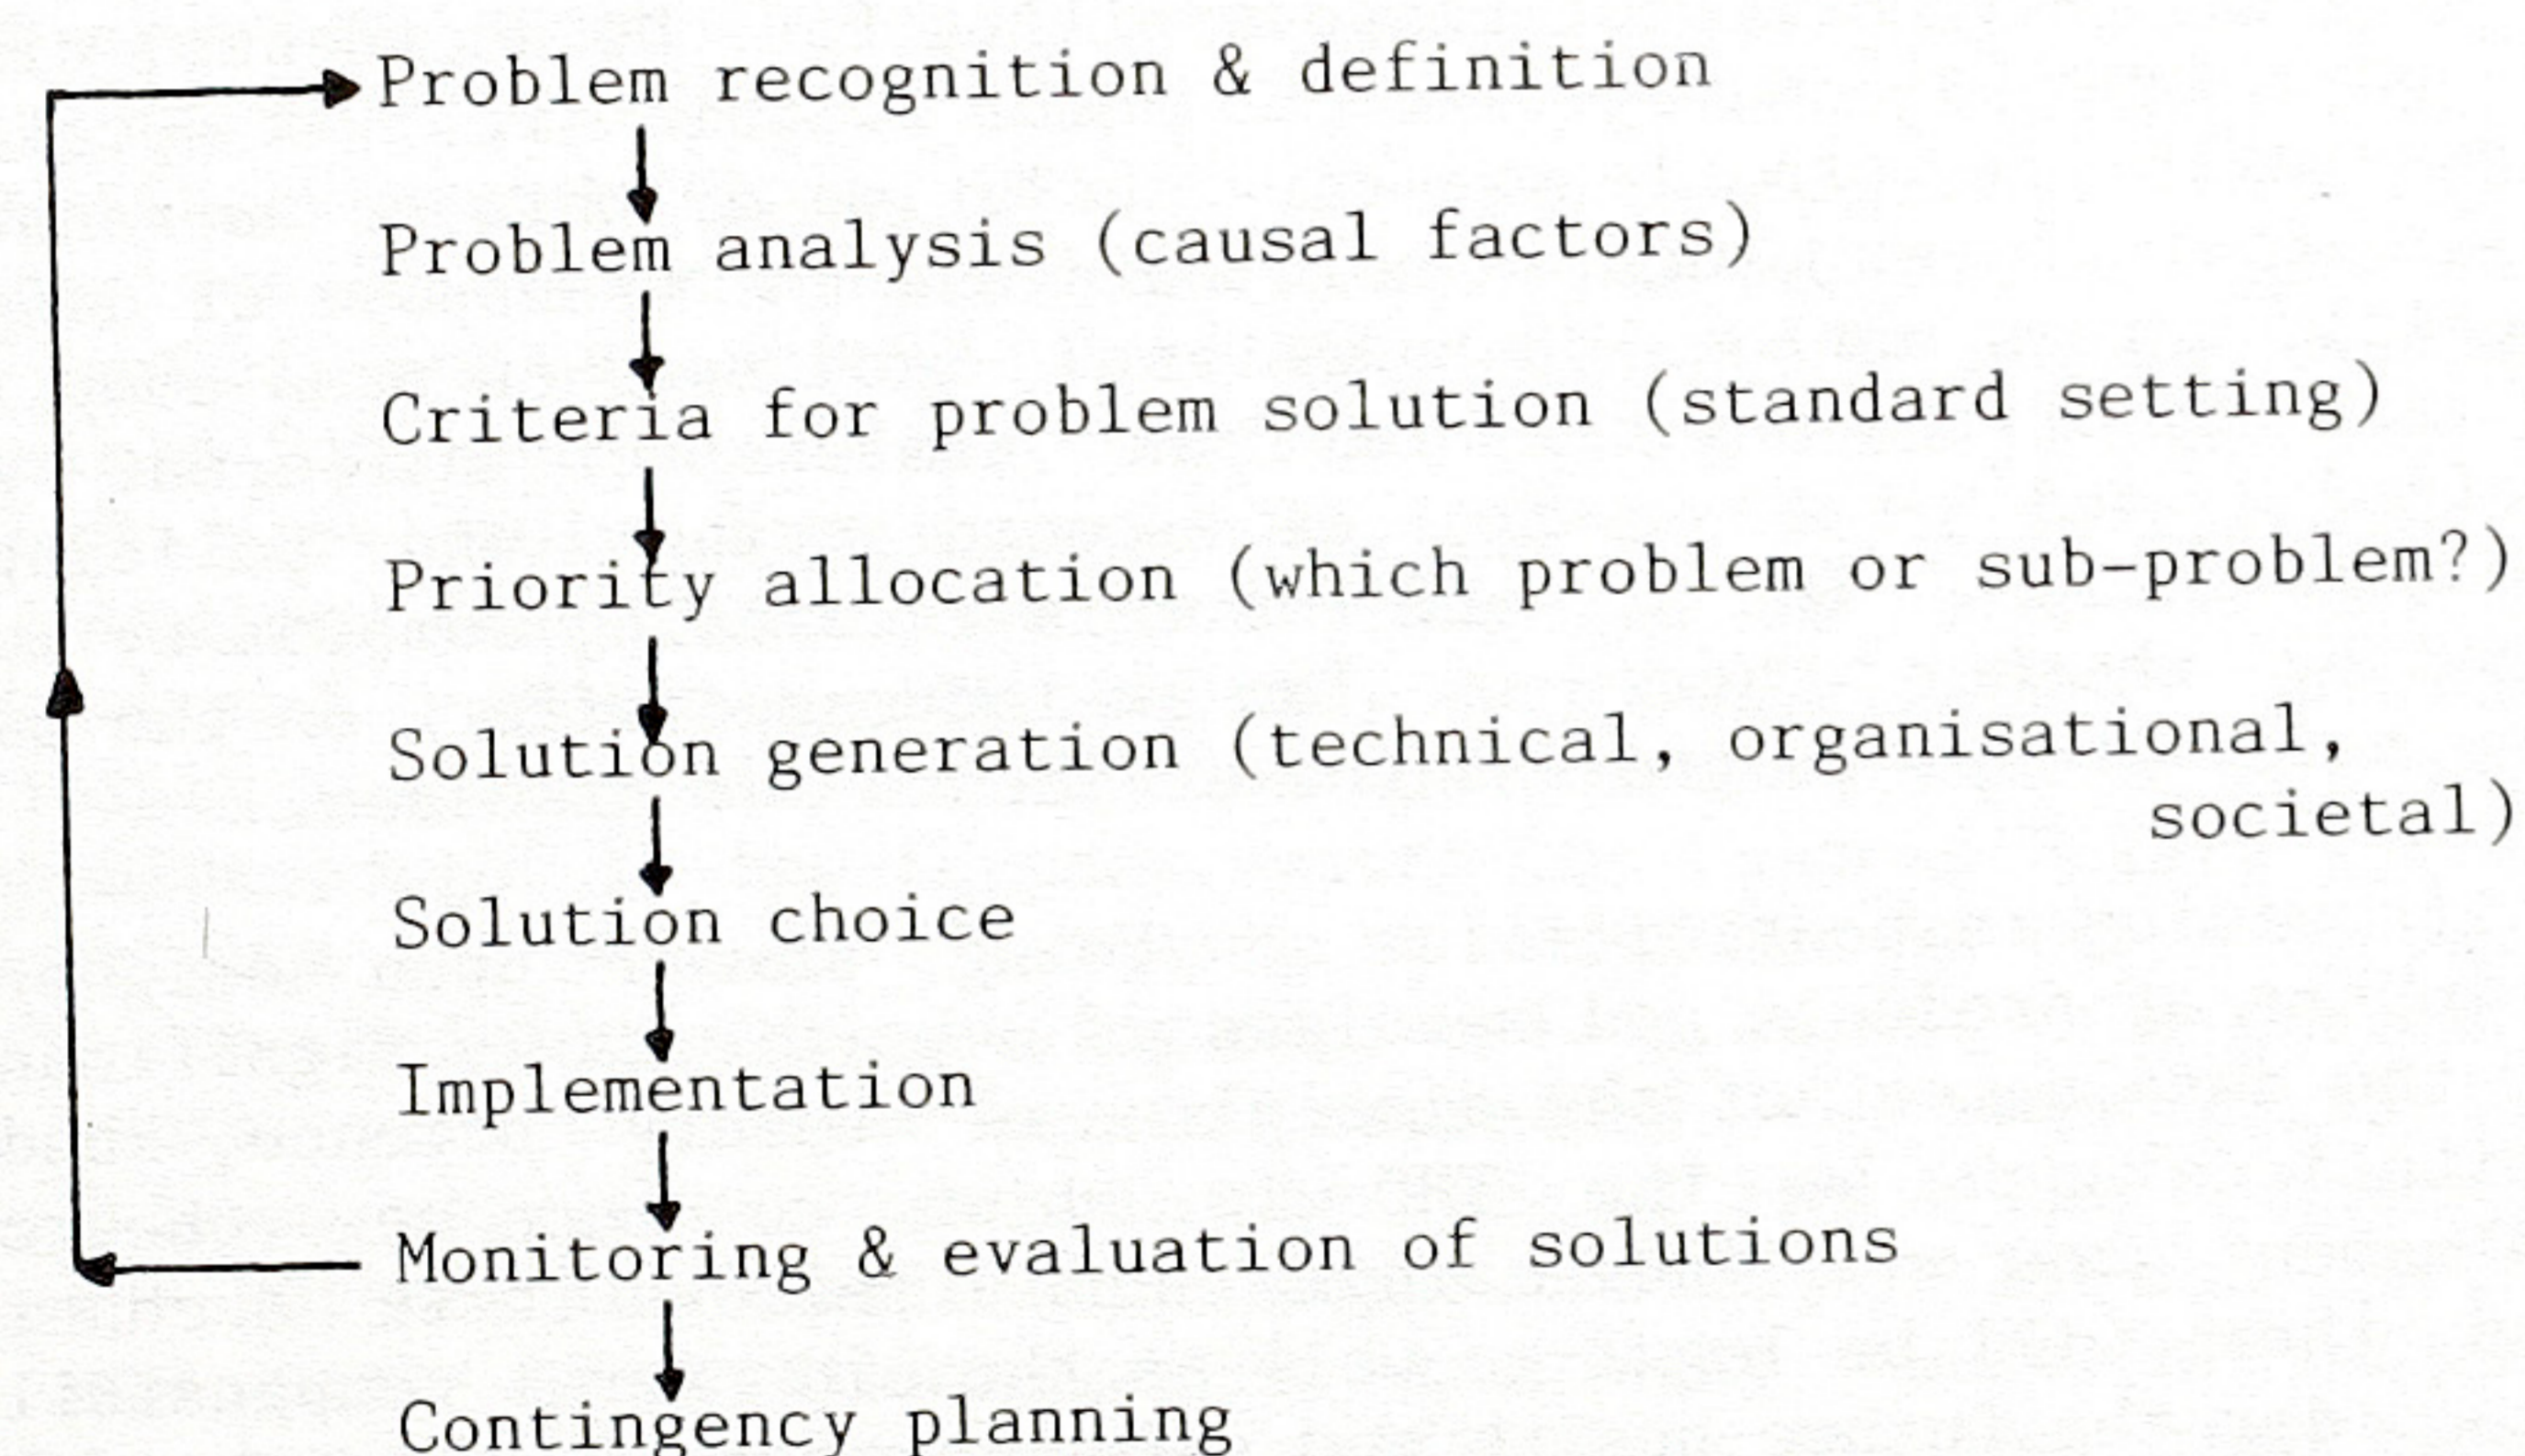 Problem recognition & definition
Problem analysis (causal factors)
Criteria for problem solution (standard setting)
Priority allocation (which problem or sub-problem?)
Solution generation (technical, organisational,
societal)
Solution choice
Implementation
Monitoring & evaluation of solutions
Contingency planning